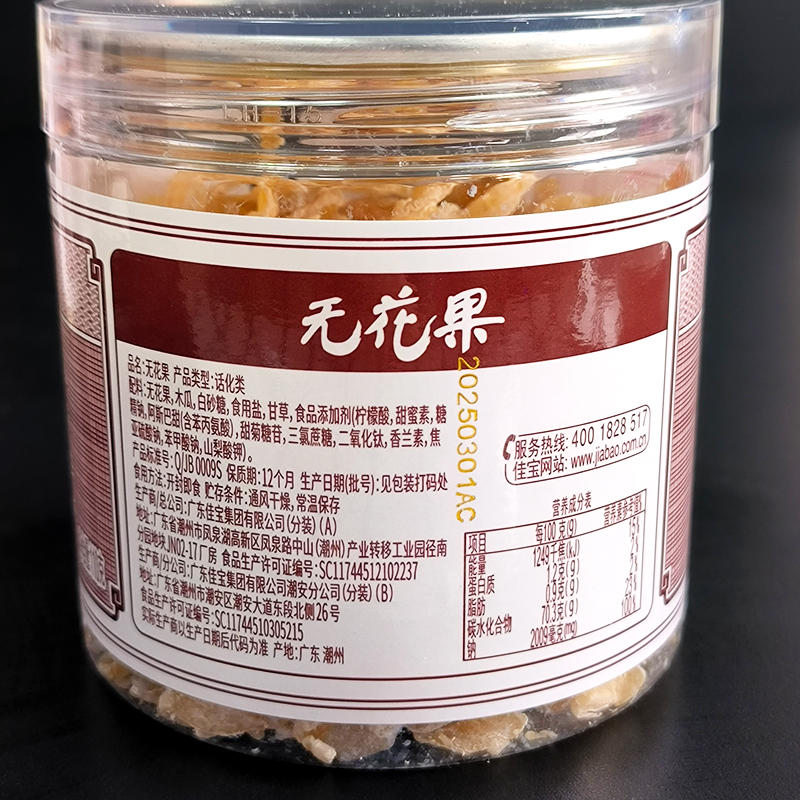 LH 15
无花果
品名:无花果 产品类型:话化类
配料:无花果,木瓜,白砂糖,食用盐,甘草,食品添加剂(柠檬酸,甜蜜素,糖
精钠,阿斯巴甜(含苯丙氨酸),甜菊糖苷,三氯蔗糖,二氧化钛,香兰素,焦
亚硫酸钠,苯甲酸钠,山梨酸钾)。
产品标准号:Q/JB 0009S 保质期:12个月 生产日期(批号):见包装打码处
食用方法:开封即食 贮存条件:通风干燥,常温保存
生产商/总公司:广东佳宝集团有限公司(分装)(A)
地址:广东省潮州市凤泉湖高新区凤泉路中山(潮州)产业转移工业园径南
分园地块JN02-17厂房 食品生产许可证编号:SC11744512102237
生产商/分公司:广东佳宝集团有限公司潮安分公司(分装)(B)
地址:广东省潮州市潮安区潮安大道东段北侧26号
食品生产许可证编号:SC11744510305215
实际生产商以生产日期后代码为准 产地:广东 潮州
20250301AC
服务热线:400 1828 517
佳宝网站:www.jiabao.com.cn
营养成分表
项目 每100克(g) 营养素参考值%
能量 1249千焦(kJ) 15%
蛋白质 1.2克(g) 2%
脂肪 0.9克(g)
碳水化合物 70.3克(g)
钠 2009毫克(mg) 100%